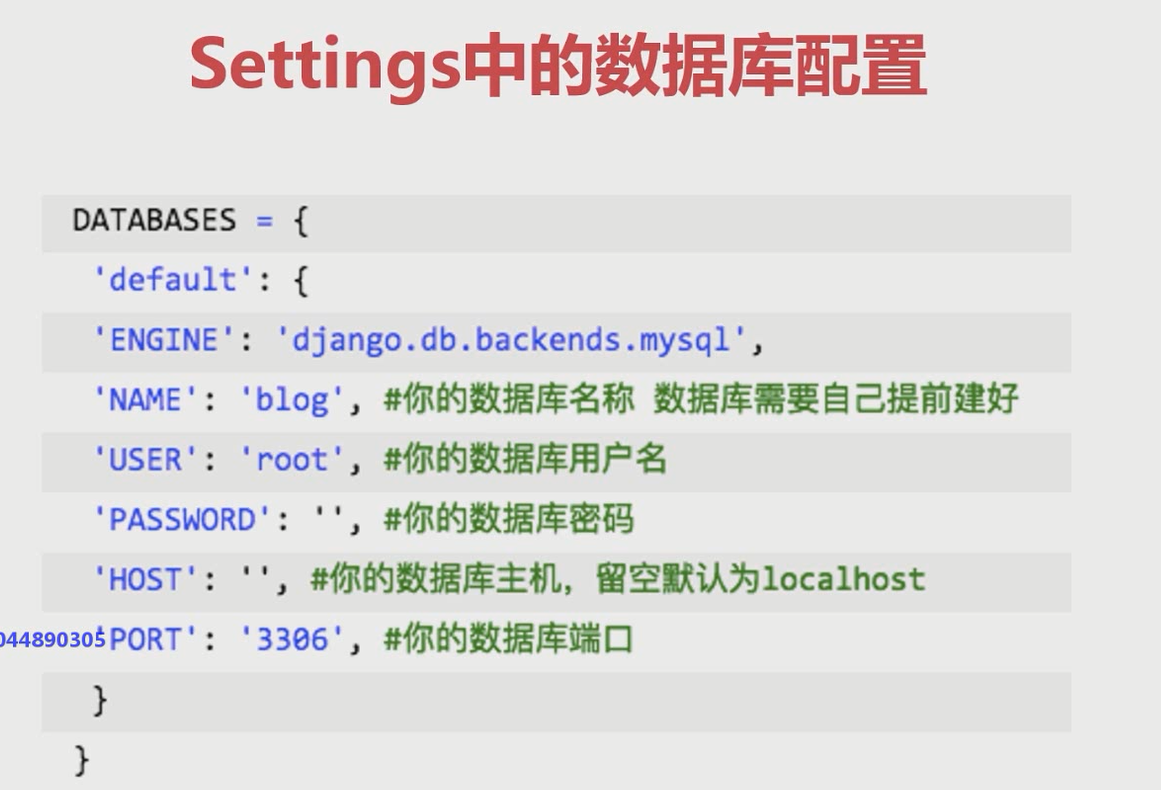 Settings中的数据库配置
DATABASES = {
'default': {
'ENGINE': 'django.db.backends.mysql',
'NAME': 'blog', #你的数据库名称 数据库需要自己提前建好
'USER': 'root', #你的数据库用户名
'PASSWORD': '', #你的数据库密码
'HOST': '', #你的数据库主机，留空默认为localhost
044890305
'PORT': '3306', #你的数据库端口
}
}